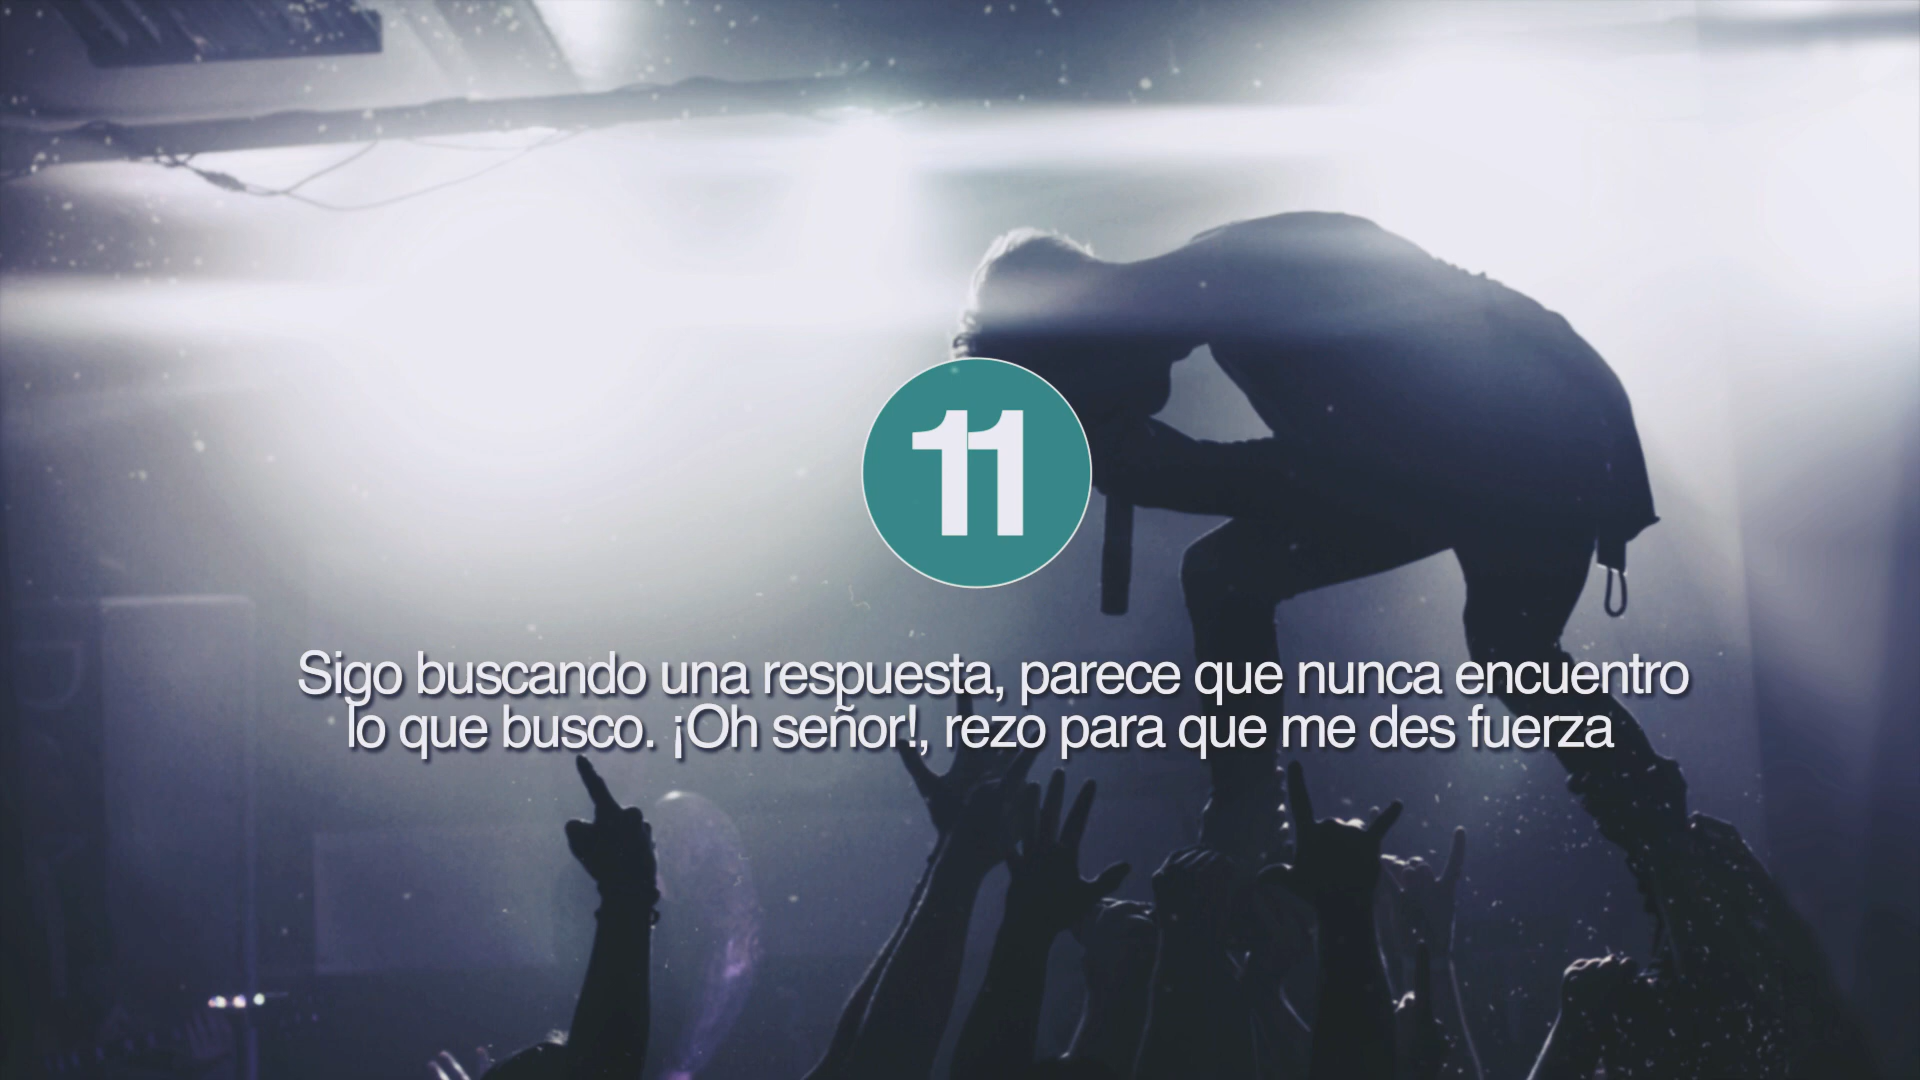 11
Sigo buscando una respuesta, parece que nunca encuentro
lo que busco. ¡Oh señor!, rezo para que me des fuerza